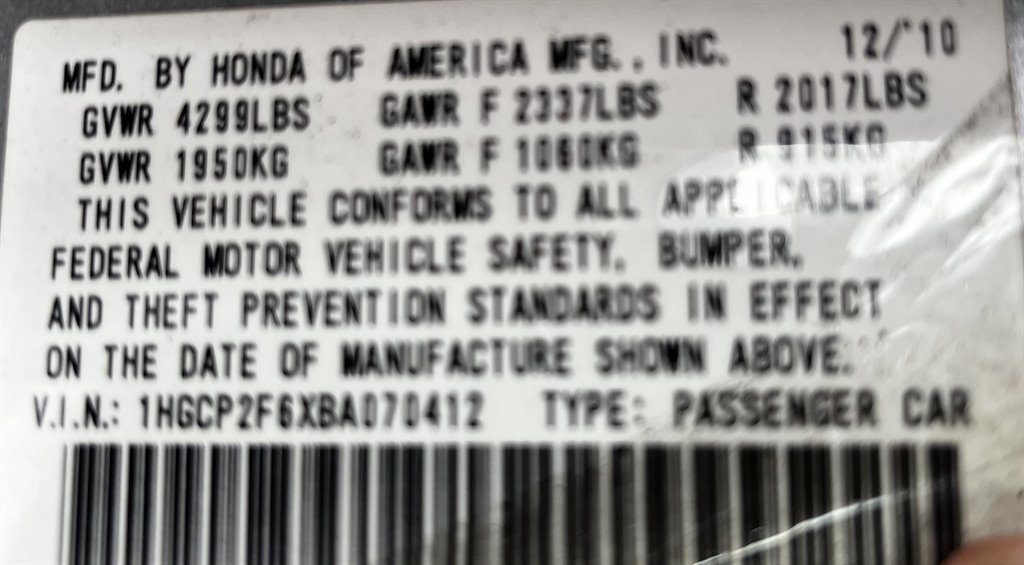 MFD. BY HONDA OF AMERICA MFG., INC. 12/'10
GVWR 4299LBS GAWR F 2337LBS R 2017LBS
GVWR 1950KG GAWR F 1060KG R 915KG
THIS VEHICLE CONFORMS TO ALL APPLICABLE
FEDERAL MOTOR VEHICLE SAFETY, BUMPER,
AND THEFT PREVENTION STANDARDS IN EFFECT
ON THE DATE OF MANUFACTURE SHOWN ABOVE.
V.I.N.: 1HGCP2F6XBA070412 TYPE: PASSENGER CAR